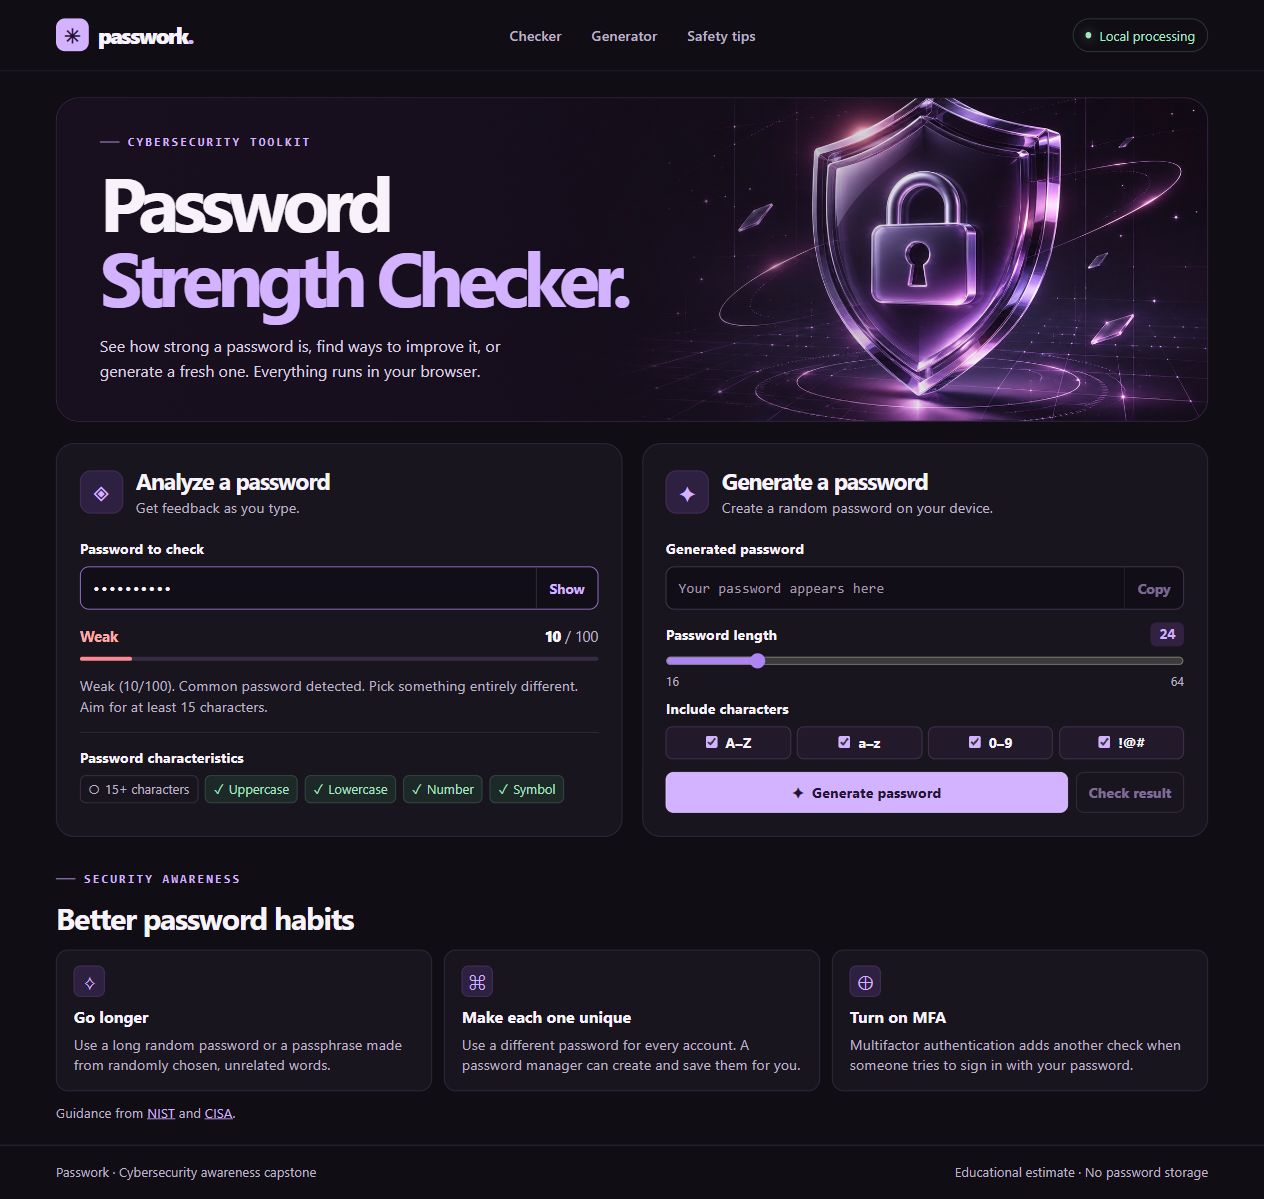 passwork.
Checker
Generator
Safety tips
Local processing
CYBERSECURITY TOOLKIT
Password
Strength Checker.
See how strong a password is, find ways to improve it, or
generate a fresh one. Everything runs in your browser.
Analyze a password
Get feedback as you type.
Password to check
••••••••••
Show
Weak
10 / 100
Weak (10/100). Common password detected. Pick something entirely different.
Aim for at least 15 characters.
Password characteristics
○ 15+ characters
✓ Uppercase
✓ Lowercase
✓ Number
✓ Symbol
Generate a password
Create a random password on your device.
Generated password
Your password appears here
Copy
Password length
24
16
64
Include characters
A–Z
a–z
0–9
!@#
✦ Generate password
Check result
SECURITY AWARENESS
Better password habits
Go longer
Use a long random password or a passphrase made
from randomly chosen, unrelated words.
Make each one unique
Use a different password for every account. A
password manager can create and save them for you.
Turn on MFA
Multifactor authentication adds another check when
someone tries to sign in with your password.
Guidance from NIST and CISA.
Passwork · Cybersecurity awareness capstone
Educational estimate · No password storage